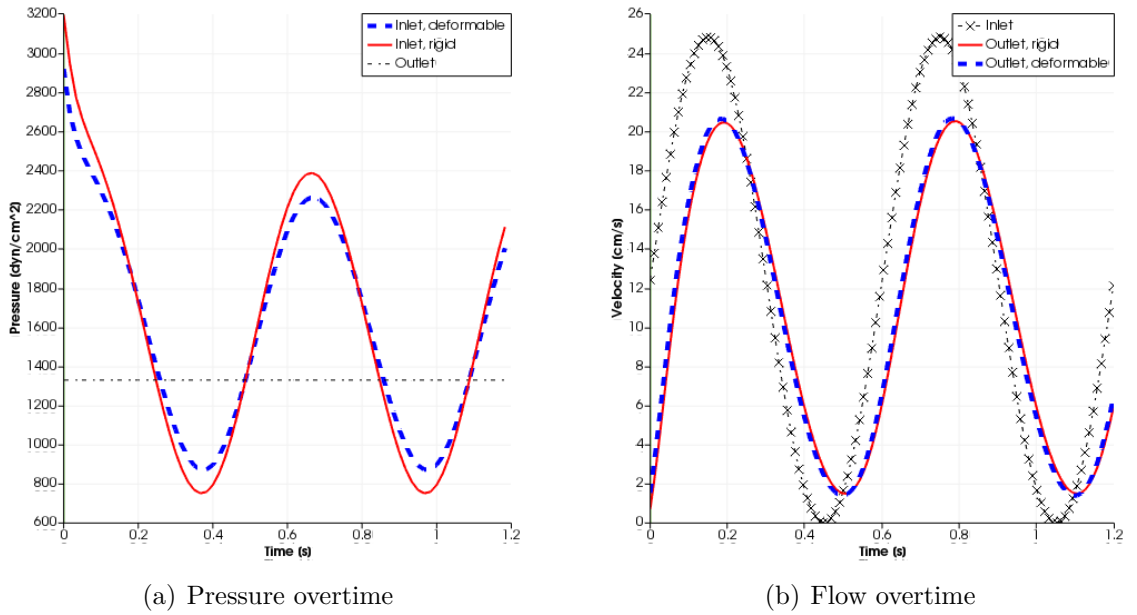 3200
3000
2800
2600
2400
2200
2000
1800
1600
1400
1200
1000
800
600
Pressure (dyn/cm^2)
Inlet, deformable
Inlet, rigid
Outlet
0 0.2 0.4 0.6 0.8 1 1.2
Time (s)
(a) Pressure overtime
26
24
22
20
18
16
14
12
10
8
6
4
2
0
Velocity (cm/s)
Inlet
Outlet, rigid
Outlet, deformable
0 0.2 0.4 0.6 0.8 1 1.2
Time (s)
(b) Flow overtime